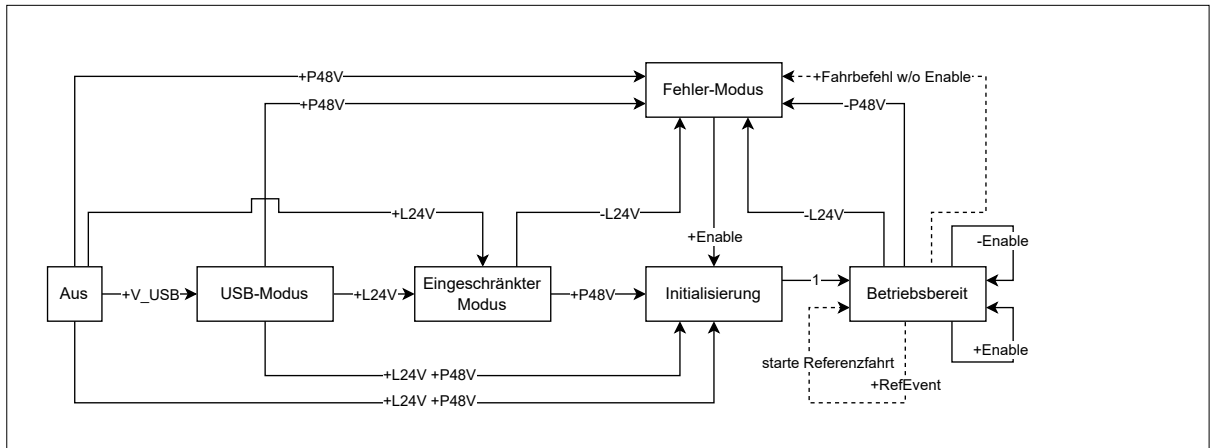 +P48V
Fehler-Modus
+Fahrbefehl w/o Enable
+P48V
-P48V
+L24V
-L24V
-L24V
+Enable
-Enable
Aus
+V_USB
USB-Modus
+L24V
Eingeschränkter
Modus
+P48V
Initialisierung
1
Betriebsbereit
+Enable
starte Referenzfahrt
+L24V +P48V
+RefEvent
+L24V +P48V